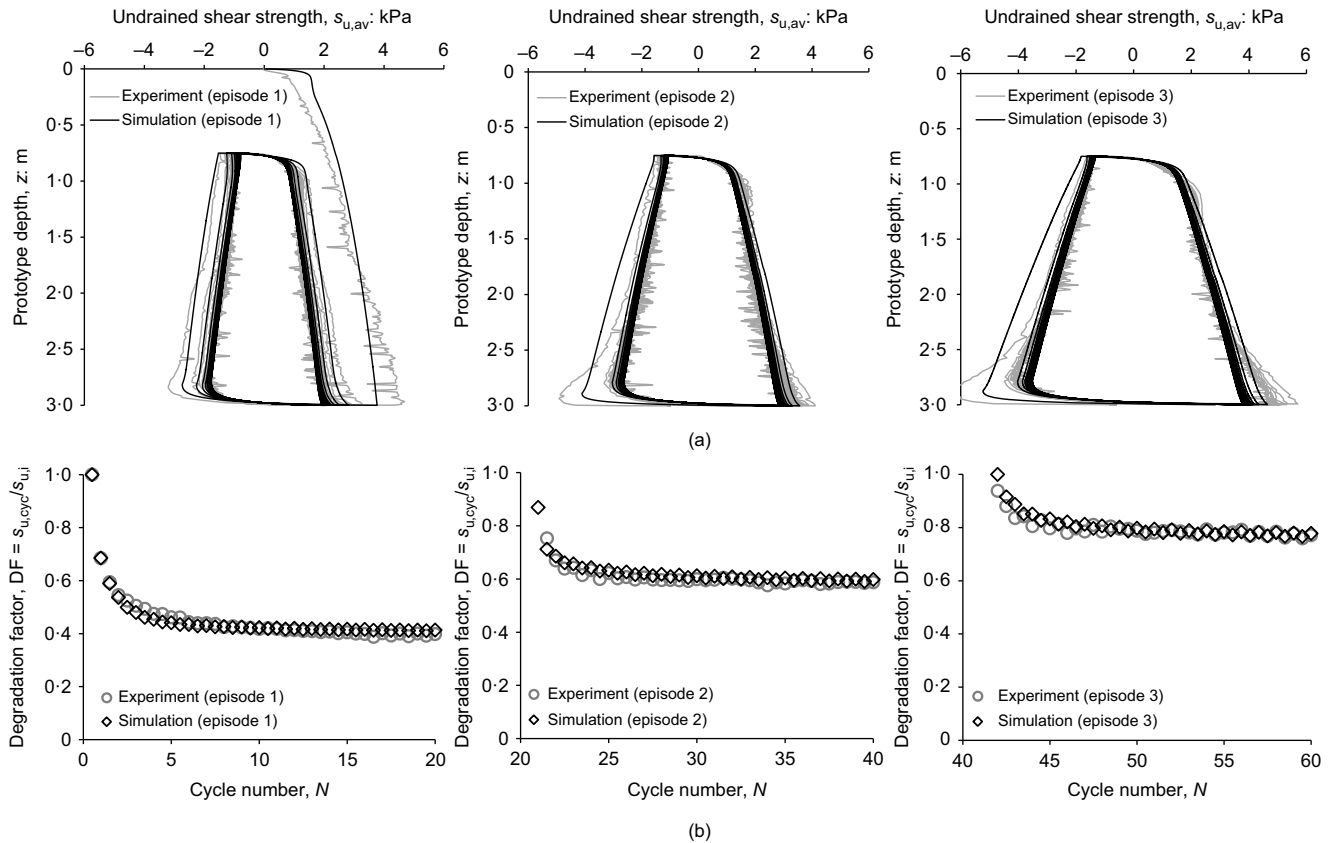 Undrained shear strength, su,av: kPa
–6 –4 –2 0 2 4 6
0
0·5
1·0
1·5
2·0
2·5
3·0
Prototype depth, z: m
Experiment (episode 1)
Simulation (episode 1)
Undrained shear strength, su,av: kPa
–6 –4 –2 0 2 4 6
0
0·5
1·0
1·5
2·0
2·5
3·0
Prototype depth, z: m
Experiment (episode 2)
Simulation (episode 2)
Undrained shear strength, su,av: kPa
–6 –4 –2 0 2 4 6
0
0·5
1·0
1·5
2·0
2·5
3·0
Prototype depth, z: m
Experiment (episode 3)
Simulation (episode 3)
(a)
Degradation factor, DF = su,cyc/su,i
1·0
0·8
0·6
0·4
0·2
0
Experiment (episode 1)
Simulation (episode 1)
0 5 10 15 20
Cycle number, N
Degradation factor, DF = su,cyc/su,i
1·0
0·8
0·6
0·4
0·2
0
Experiment (episode 2)
Simulation (episode 2)
20 25 30 35 40
Cycle number, N
Degradation factor, DF = su,cyc/su,i
1·0
0·8
0·6
0·4
0·2
0
Experiment (episode 3)
Simulation (episode 3)
40 45 50 55 60
Cycle number, N
(b)